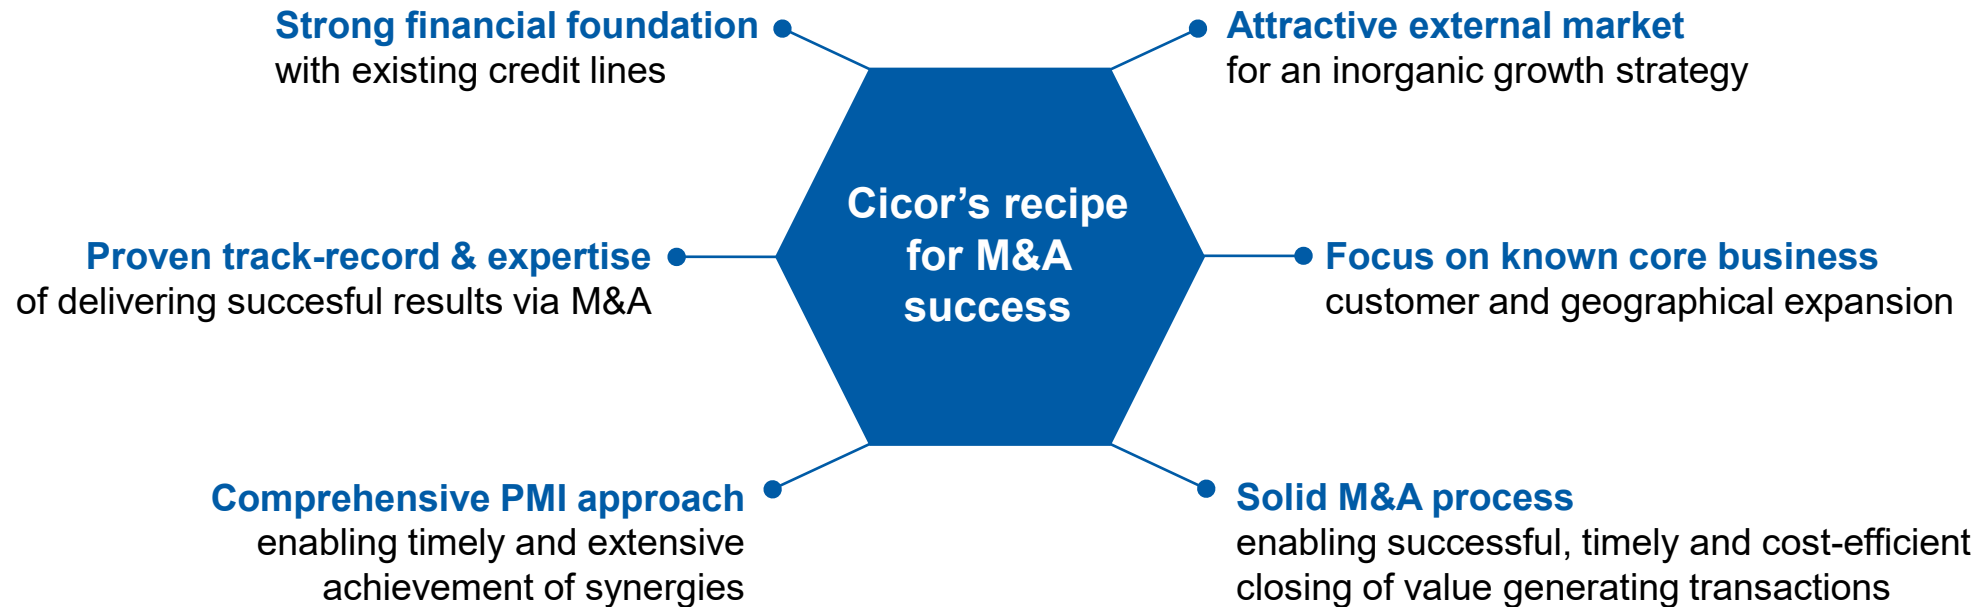 Strong financial foundation
with existing credit lines
Attractive external market
for an inorganic growth strategy
Cicor’s recipe
for M&A
success
Proven track-record & expertise
of delivering succesful results via M&A
Focus on known core business
customer and geographical expansion
Comprehensive PMI approach
enabling timely and extensive
achievement of synergies
Solid M&A process
enabling successful, timely and cost-efficient
closing of value generating transactions